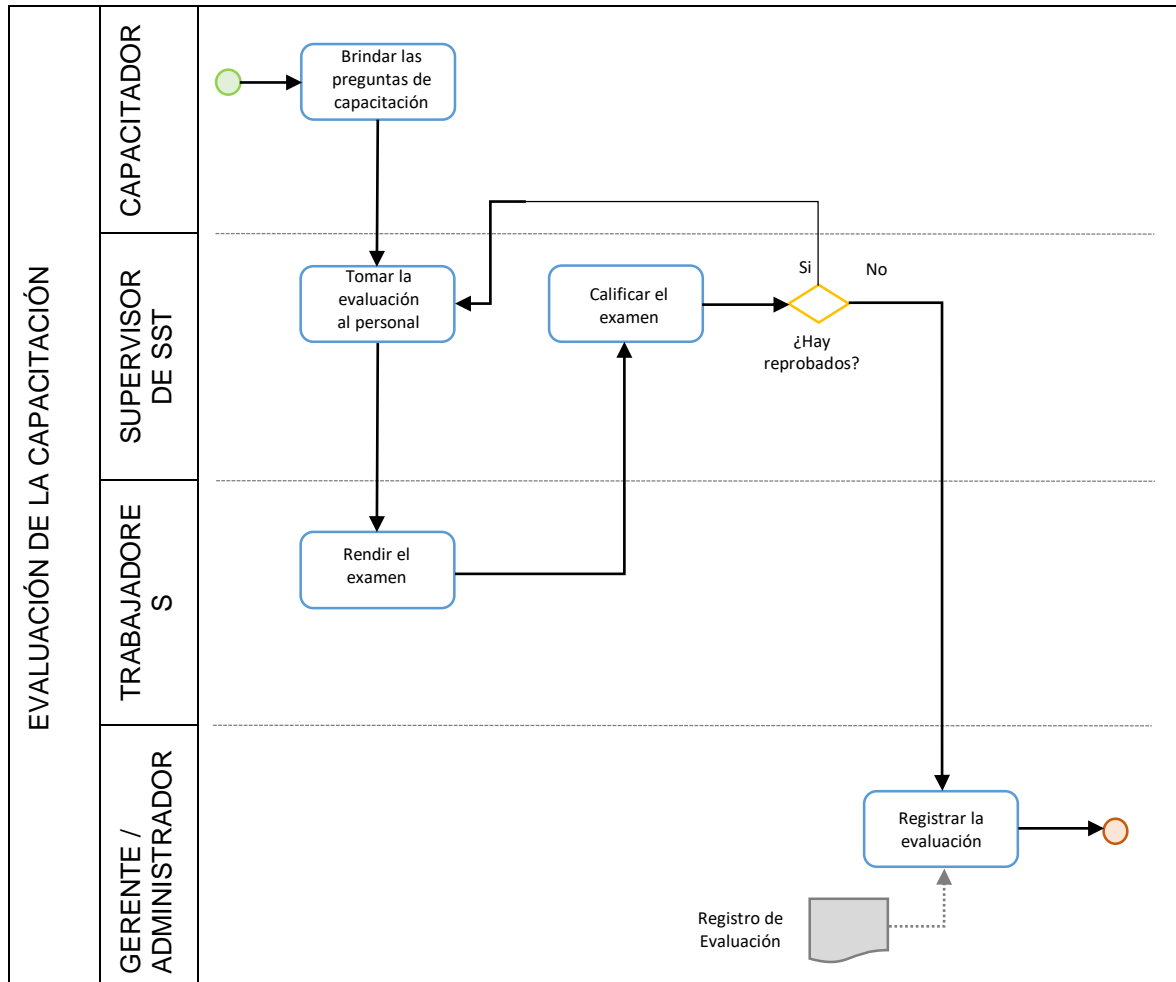 EVALUACIÓN DE LA CAPACITACIÓN
CAPACITADOR
Brindar las
preguntas de
capacitación
SUPERVISOR
DE SST
Tomar la
evaluación
al personal
Calificar el
examen
Si
No
¿Hay
reprobados?
TRABAJADORE
S
Rendir el
examen
GERENTE /
ADMINISTRADOR
Registrar la
evaluación
Registro de
Evaluación